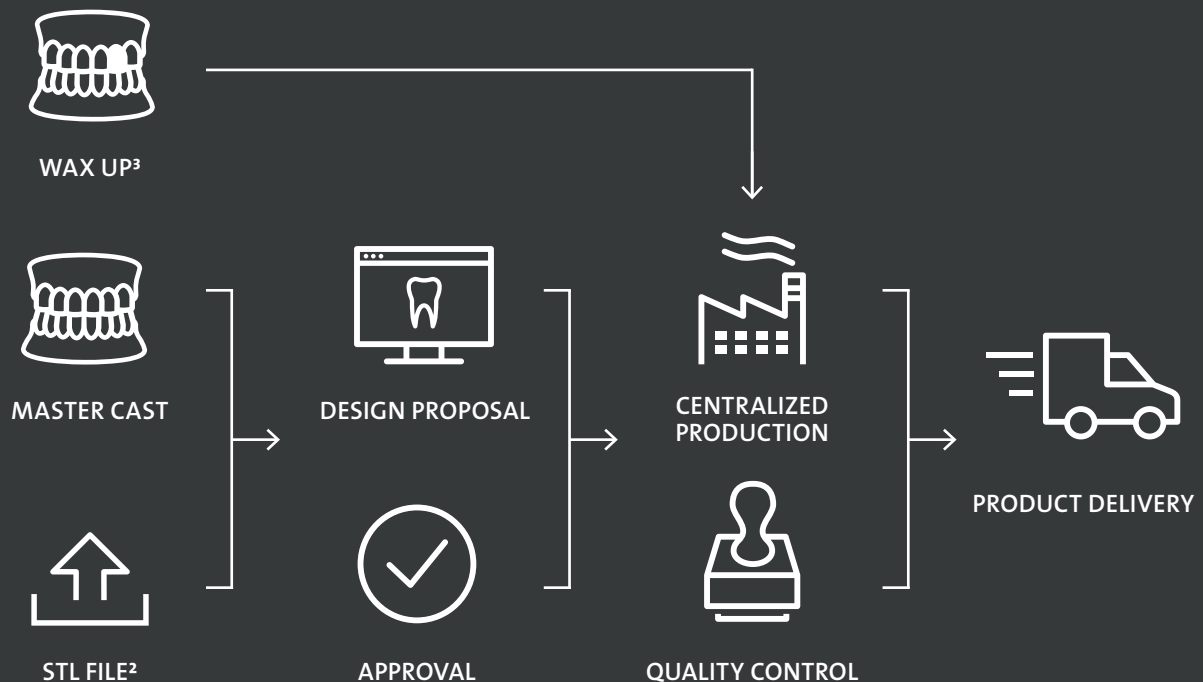 WAX UP³
MASTER CAST
DESIGN PROPOSAL
CENTRALIZED
PRODUCTION
PRODUCT DELIVERY
STL FILE²
APPROVAL
QUALITY CONTROL